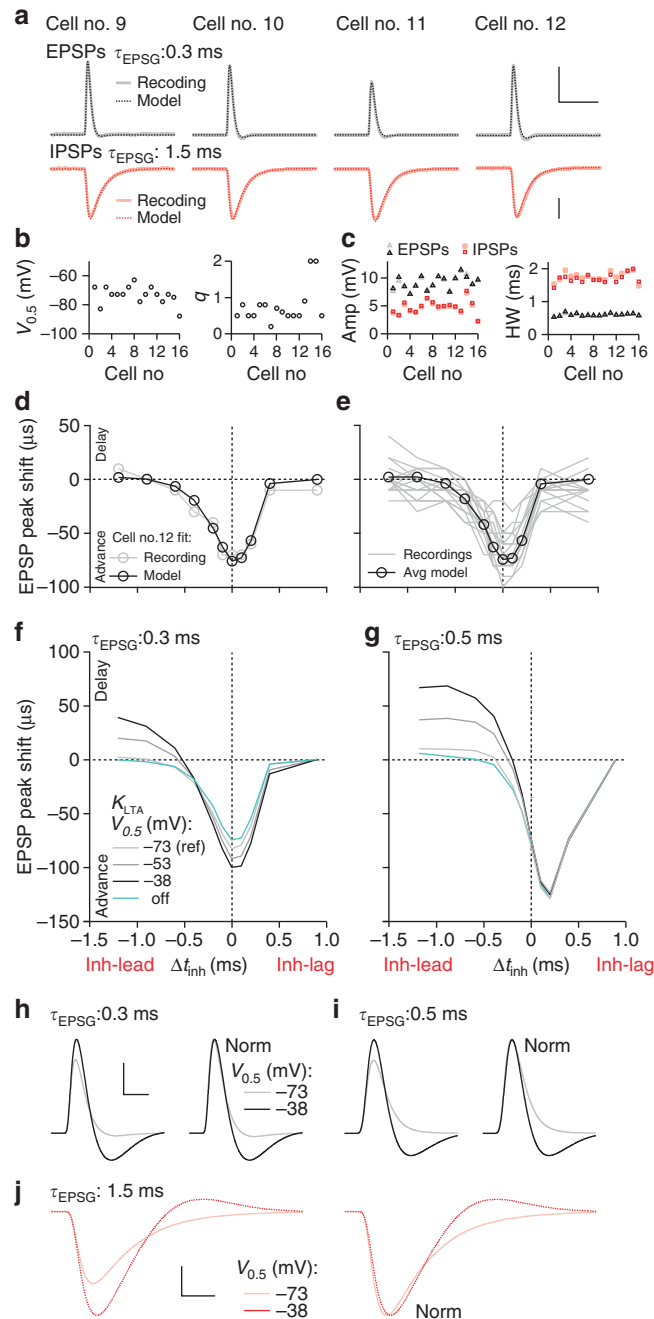 a
Cell no. 9 Cell no. 10 Cell no. 11 Cell no. 12
EPSPs τEPSG:0.3 ms
Recoding
Model
IPSPs τEPSG: 1.5 ms
Recoding
Model
b
V0.5 (mV)
−60
−80
−100
0 4 8 12 16
Cell no
q
2
1
0
0 4 8 12 16
Cell no
c
EPSPs IPSPs
Amp (mV)
10
5
0
0 4 8 12 16
Cell no
HW (ms)
2
1
0
0 4 8 12 16
Cell no
d
EPSP peak shift (μs)
50
0
−50
−100
Delay
Advance
Cell no.12 fit:
Recording
Model
e
Recordings
Avg model
f
τEPSG:0.3 ms
EPSP peak shift (μs)
100
50
0
−50
−100
−150
Delay
Advance
KLTA
V0.5 (mV):
−73 (ref)
−53
−38
off
−1.5 −1.0 −0.5 0 0.5 1.0
Inh-lead Δtinh (ms) Inh-lag
g
τEPSG:0.5 ms
−1.5 −1.0 −0.5 0 0.5 1.0
Inh-lead Δtinh (ms) Inh-lag
h
τEPSG:0.3 ms
Norm
V0.5 (mV):
−73
−38
i
τEPSG:0.5 ms
Norm
j
τEPSG: 1.5 ms
V0.5 (mV):
−73
−38
Norm